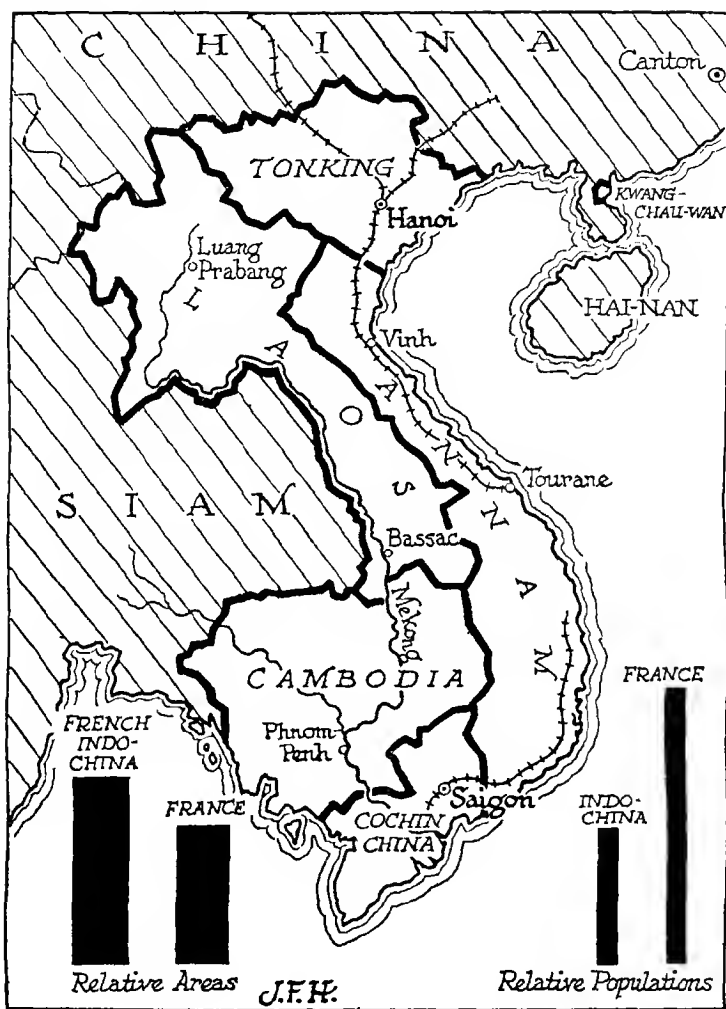 CHINA
Canton
TONKING
KWANG-
CHAU-WAN
Hanoi
Luang
Prabang
HAI-NAN
LAOS
Vinh
ANNAM
Tourane
SIAM
Bassac
Mekong
CAMBODIA
FRANCE
FRENCH
INDO-
CHINA
Phnom-
Penh
FRANCE
Saigon
INDO-
CHINA
COCHIN
CHINA
Relative Areas
Relative Populations
J.F.H.